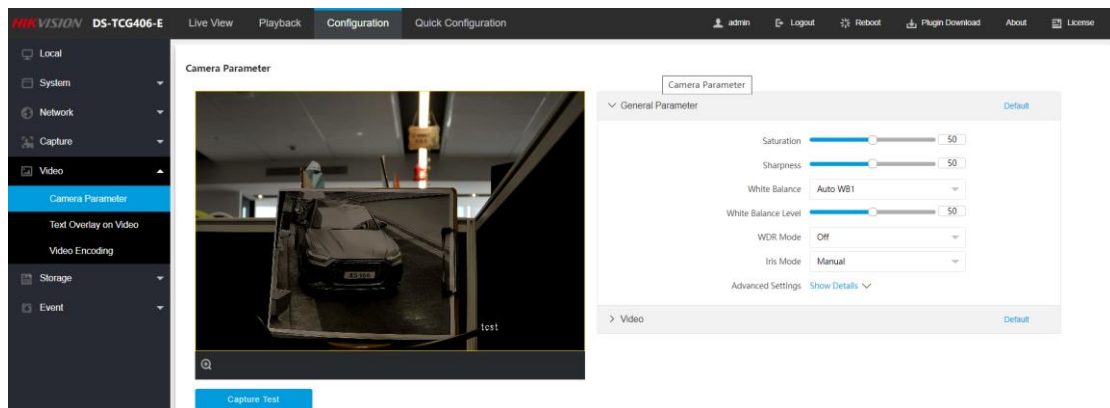 HIKVISION DS-TCG406-E Live View Playback Configuration Quick Configuration admin Logout Reboot Plugin Download About License
Local
System
Network
Capture
Video
Camera Parameter
Text Overlay on Video
Video Encoding
Storage
Event
Camera Parameter
test
Capture Test
Camera Parameter
General Parameter Default
Saturation 50
Sharpness 50
White Balance Auto WB1
White Balance Level 50
WDR Mode Off
Iris Mode Manual
Advanced Settings Show Details
Video Default